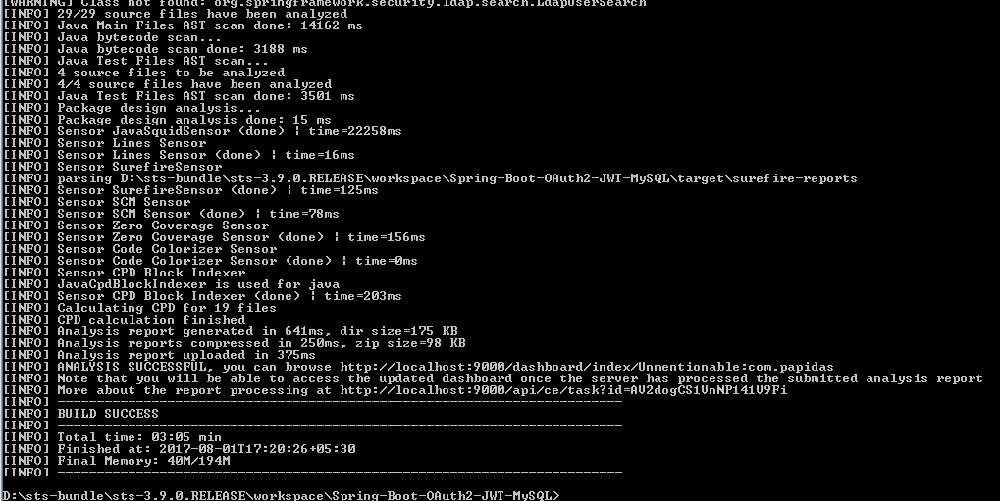 [WARNING] Class not found: org.springframework.security.ldap.search.LdapUserSearch
[INFO] 29/29 source files have been analyzed
[INFO] Java Main Files AST scan done: 14162 ms
[INFO] Java bytecode scan...
[INFO] Java bytecode scan done: 3188 ms
[INFO] Java Test Files AST scan...
[INFO] 4 source files to be analyzed
[INFO] 4/4 source files have been analyzed
[INFO] Java Test Files AST scan done: 3501 ms
[INFO] Package design analysis...
[INFO] Package design analysis done: 15 ms
[INFO] Sensor JavaSquidSensor (done) | time=22258ms
[INFO] Sensor Lines Sensor
[INFO] Sensor Lines Sensor (done) | time=16ms
[INFO] Sensor SurefireSensor
[INFO] parsing D:\sts-bundle\sts-3.9.0.RELEASE\workspace\Spring-Boot-OAuth2-JWT-MySQL\target\surefire-reports
[INFO] Sensor SurefireSensor (done) | time=125ms
[INFO] Sensor SCM Sensor
[INFO] Sensor SCM Sensor (done) | time=78ms
[INFO] Sensor Zero Coverage Sensor
[INFO] Sensor Zero Coverage Sensor (done) | time=156ms
[INFO] Sensor Code Colorizer Sensor
[INFO] Sensor Code Colorizer Sensor (done) | time=0ms
[INFO] Sensor CPD Block Indexer
[INFO] JavaCpdBlockIndexer is used for java
[INFO] Sensor CPD Block Indexer (done) | time=203ms
[INFO] Calculating CPD for 19 files
[INFO] CPD calculation finished
[INFO] Analysis report generated in 641ms, dir size=175 KB
[INFO] Analysis reports compressed in 250ms, zip size=98 KB
[INFO] Analysis report uploaded in 375ms
[INFO] ANALYSIS SUCCESSFUL, you can browse http://localhost:9000/dashboard/index/Unmentionable:com.papidas
[INFO] Note that you will be able to access the updated dashboard once the server has processed the submitted analysis report
[INFO] More about the report processing at http://localhost:9000/api/ce/task?id=AV2dogCS1VnNP141V9Fi
[INFO] ------------------------------------------------------------------------
[INFO] BUILD SUCCESS
[INFO] ------------------------------------------------------------------------
[INFO] Total time: 03:05 min
[INFO] Finished at: 2017-08-01T17:20:26+05:30
[INFO] Final Memory: 40M/194M
[INFO] ------------------------------------------------------------------------
D:\sts-bundle\sts-3.9.0.RELEASE\workspace\Spring-Boot-OAuth2-JWT-MySQL>